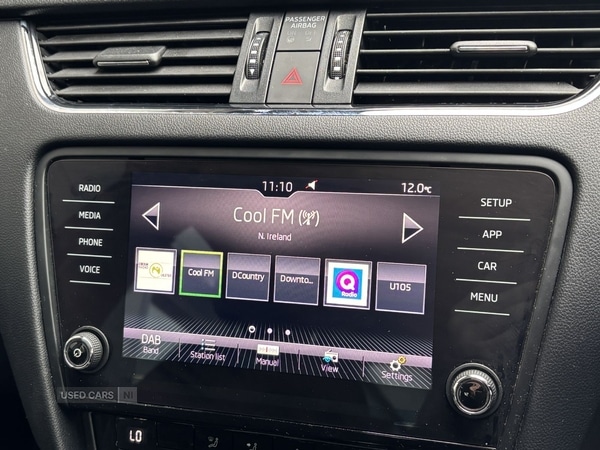 PASSENGER
AIRBAG
RADIO
MEDIA
PHONE
VOICE
11:10
12.0°C
Cool FM
N. Ireland
Cool FM
DCountry
Downto...
Q
Radio
U105
DAB
Band
Station list
Manual
View
Settings
SETUP
APP
CAR
MENU
USED CARS NI
LO